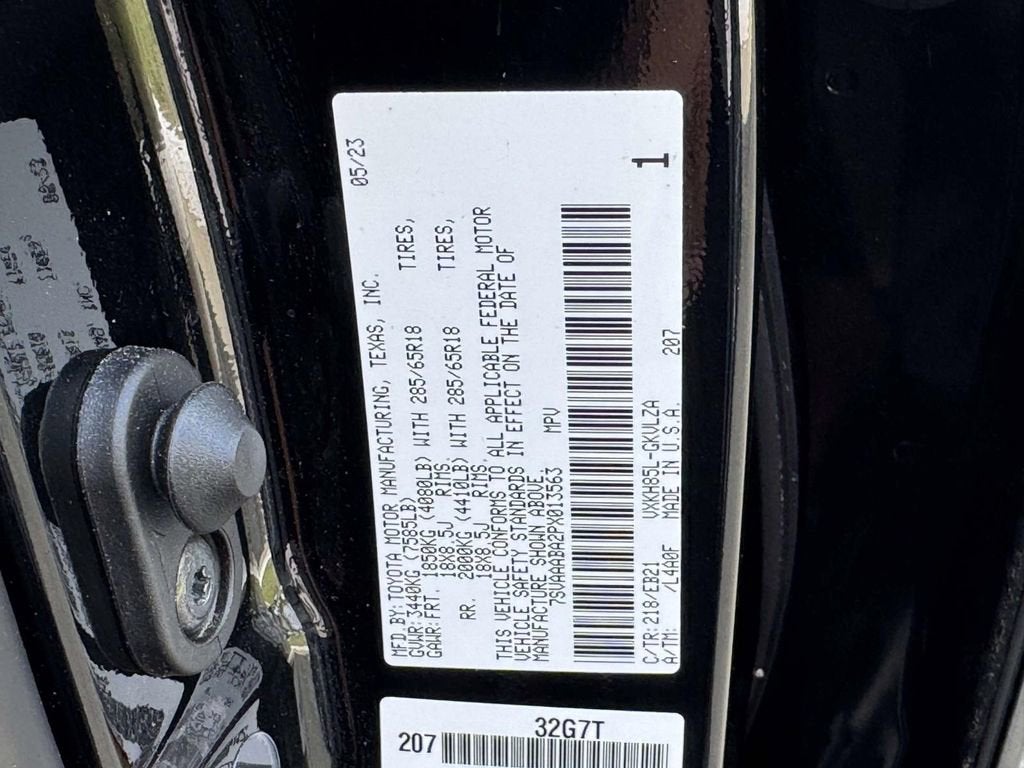 05/23
MFD.BY:TOYOTA MOTOR MANUFACTURING, TEXAS, INC.
GVWR:3440KG (7585LB)
GAWR:FRT. 1850KG (4080LB) WITH 285/65R18 TIRES,
18X8.5J RIMS
RR. 2000KG (4410LB) WITH 285/65R18 TIRES,
18X8.5J RIMS
THIS VEHICLE CONFORMS TO ALL APPLICABLE FEDERAL MOTOR
VEHICLE SAFETY STANDARDS IN EFFECT ON THE DATE OF
MANUFACTURE SHOWN ABOVE.
7SVAAABA2PX013563 MPV
1
C/TR:218/EB21 VXKH85L-GKVLZA 207
A/TM: /L4A0F MADE IN U.S.A.
207 32G7T